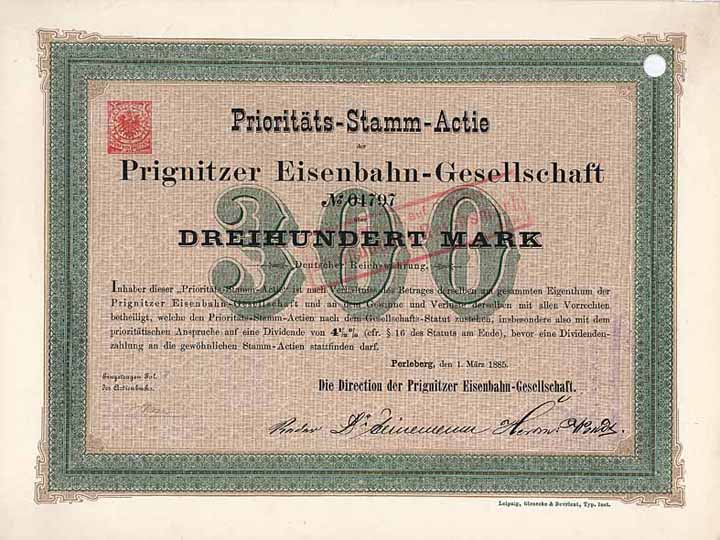 Prioritäts-Stamm-Actie
der
Prignitzer Eisenbahn-Gesellschaft
№ 04797
300
über
DREIHUNDERT MARK
Deutscher Reichswährung.
Inhaber dieser „Prioritäts-Stamm-Actie" ist nach Verhältniss des Betrages derselben am gesammten Eigenthum der
Prignitzer Eisenbahn-Gesellschaft und an dem Gewinne und Verluste derselben mit allen Vorrechten
betheiligt, welche den Prioritäts-Stamm-Actien nach dem Gesellschafts-Statut zustehen, insbesondere also mit dem
prioritätischen Anspruche auf eine Dividende von 4½% (cfr. § 16 des Statuts am Ende), bevor eine Dividenden-
zahlung an die gewöhnlichen Stamm-Actien stattfinden darf.
Perleberg, den 1. März 1885.
Eingetragen Fol.
des Actienbuchs.
Die Direction der Prignitzer Eisenbahn-Gesellschaft.
Leipzig, Giesecke & Devrient, Typ. Inst.